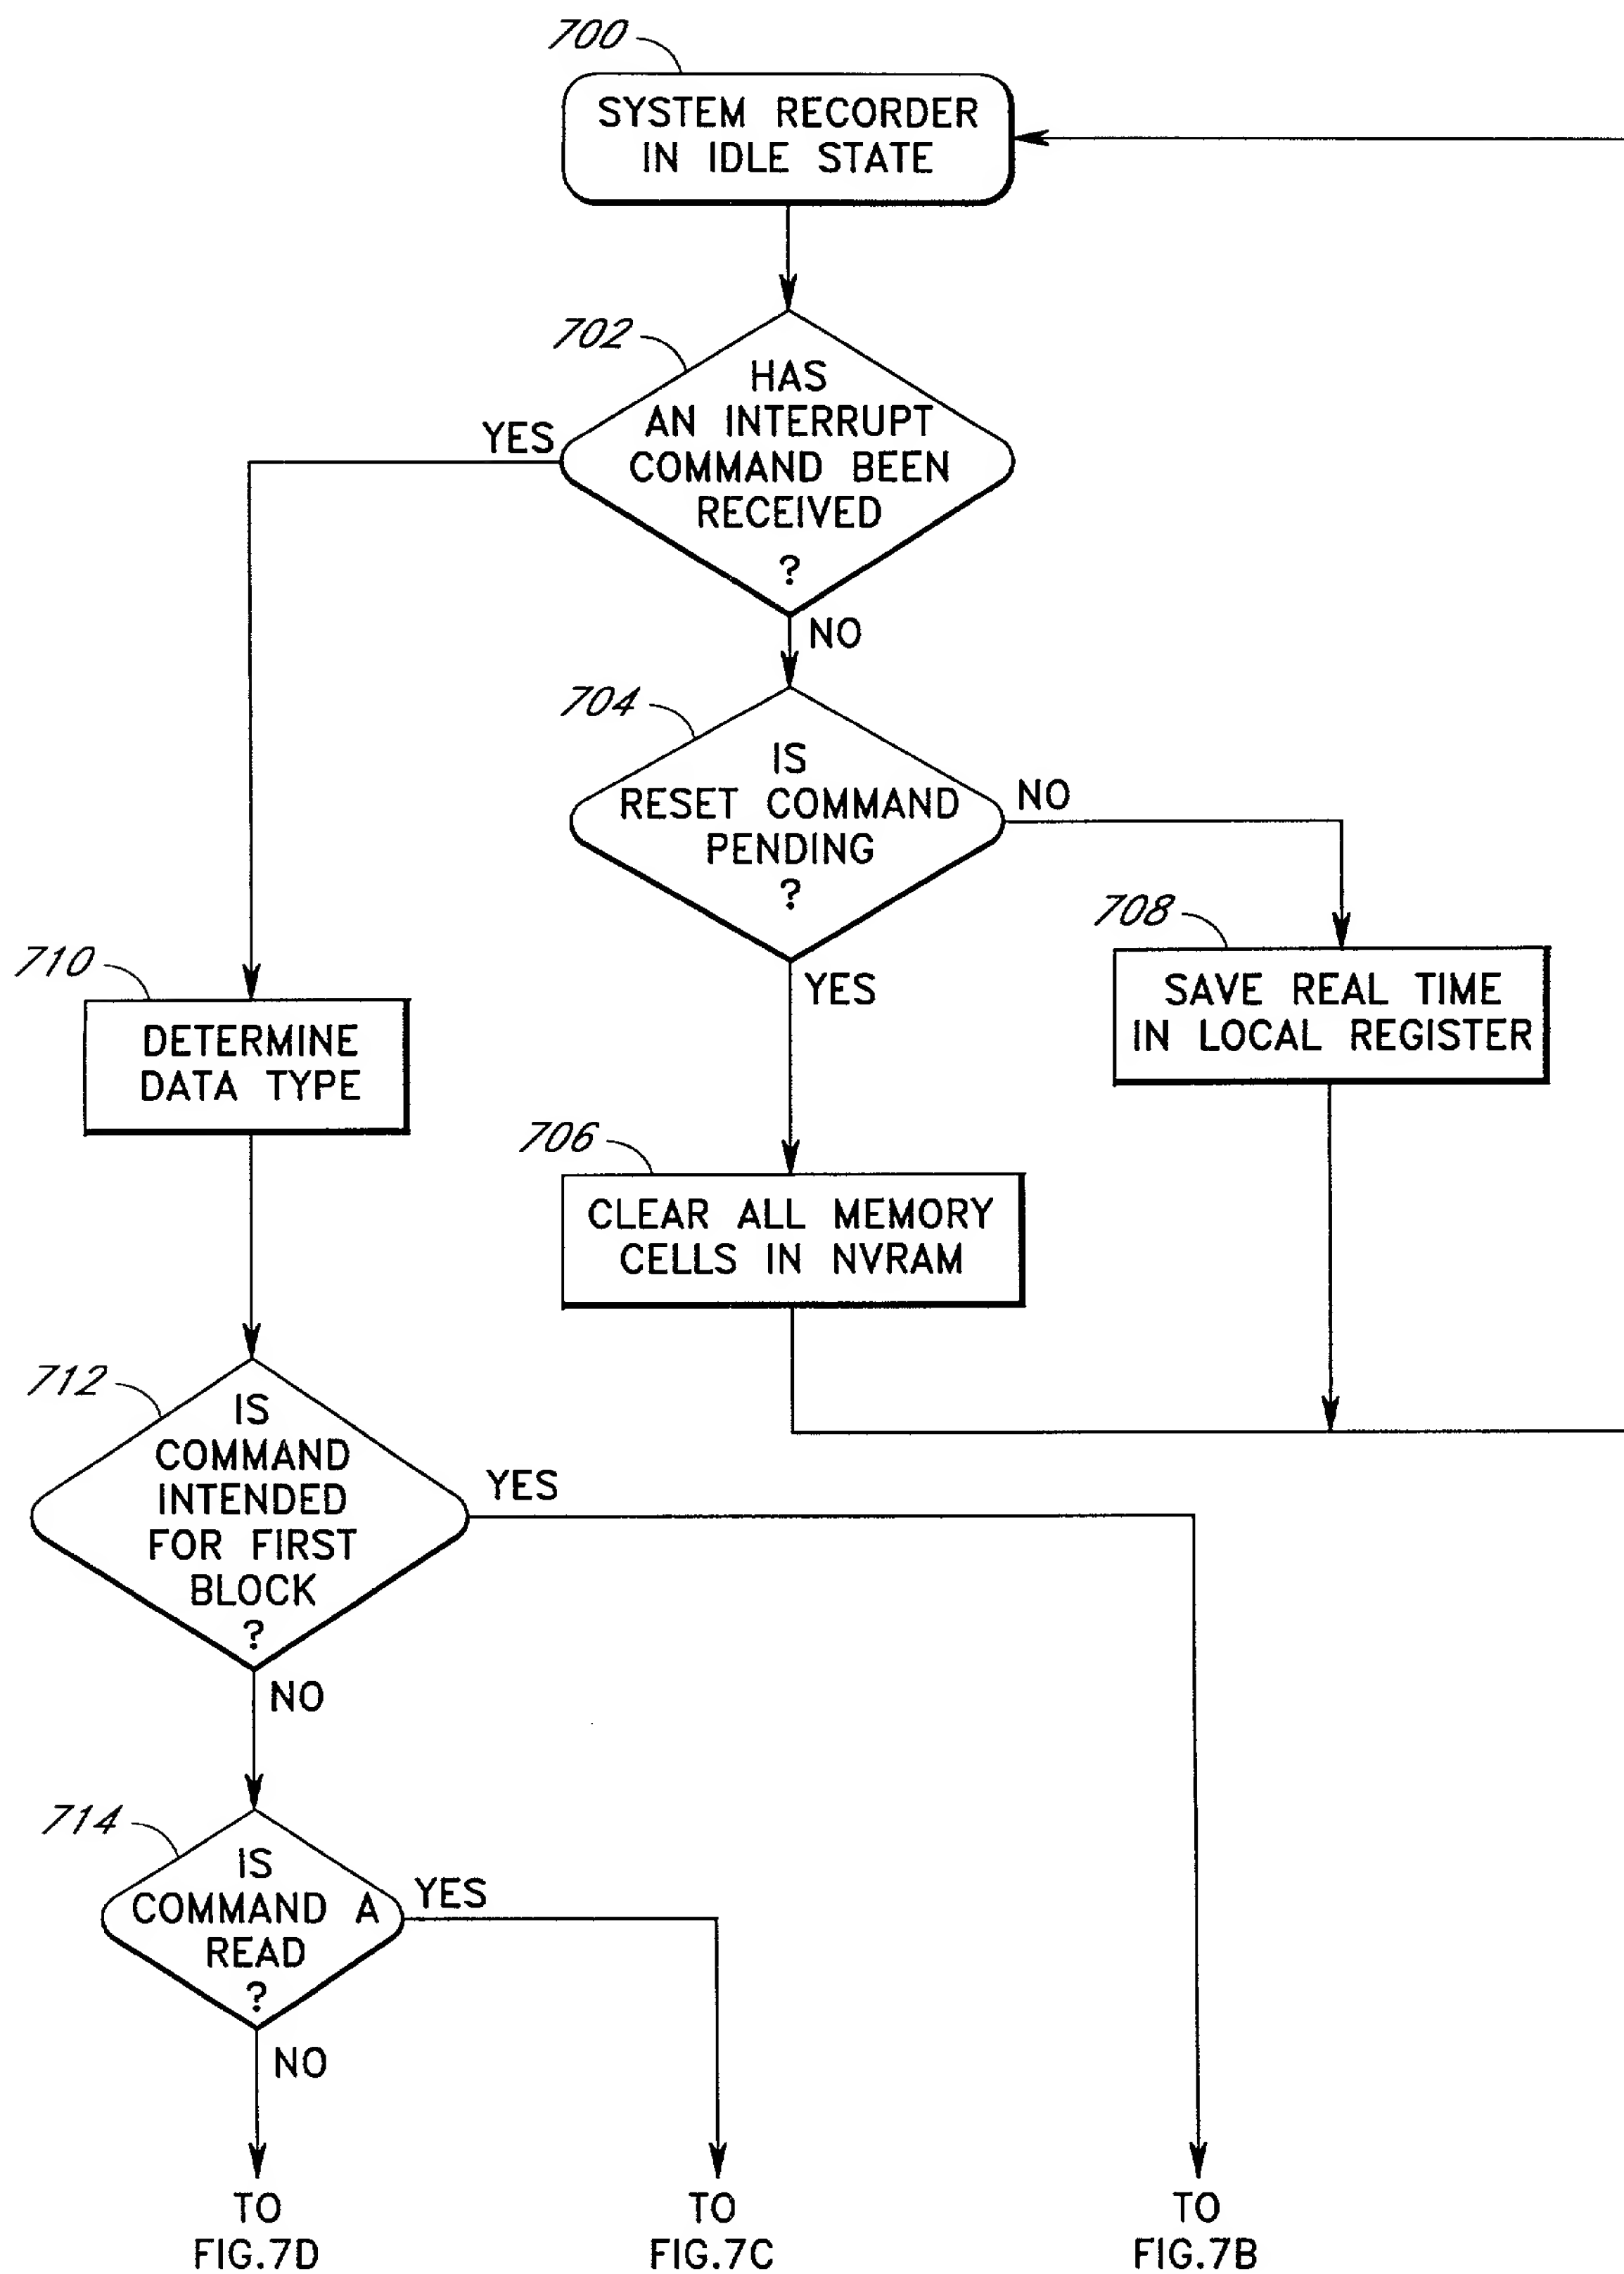 700
SYSTEM RECORDER
IN IDLE STATE
702
HAS
AN INTERRUPT
COMMAND BEEN
RECEIVED
?
YES
NO
704
IS
RESET COMMAND
PENDING
?
NO
YES
708
SAVE REAL TIME
IN LOCAL REGISTER
710
DETERMINE
DATA TYPE
706
CLEAR ALL MEMORY
CELLS IN NVRAM
712
IS
COMMAND
INTENDED
FOR FIRST
BLOCK
?
YES
NO
714
IS
COMMAND A
READ
?
YES
NO
TO
FIG.7D
TO
FIG.7C
TO
FIG.7B